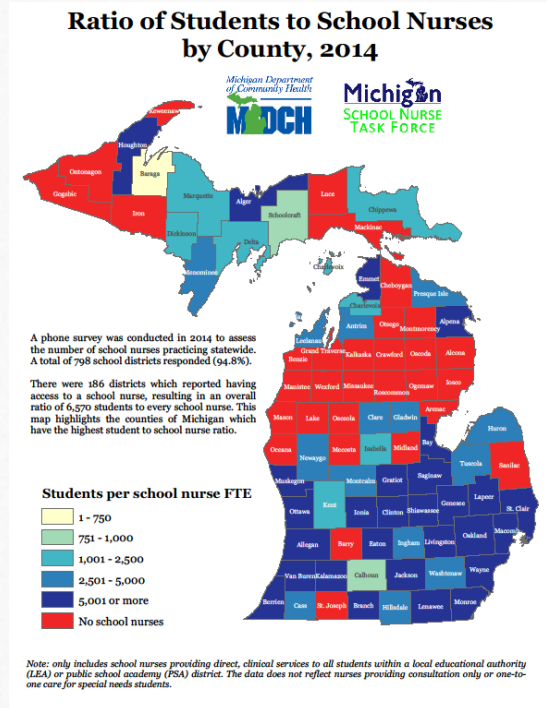 Ratio of Students to School Nurses
by County, 2014
Michigan Department
of Community Health
MDCH
Michigan
SCHOOL NURSE
TASK FORCE
Keweenaw
Houghton
Ontonagon
Baraga
Gogebic
Marquette
Iron
Alger
Luce
Schoolcraft
Chippewa
Mackinac
Dickinson
Delta
Menominee
Charlevoix
Emmet
Cheboygan
Presque Isle
Charlevoix
Antrim
Otsego
Montmorency
Alpena
Leelanau
Grand Traverse
Benzie
Kalkaska
Crawford
Oscoda
Alcona
Manistee
Wexford
Missaukee
Roscommon
Ogemaw
Iosco
Arenac
Mason
Lake
Osceola
Clare
Gladwin
Huron
Oceana
Newaygo
Mecosta
Isabella
Midland
Bay
Tuscola
Sanilac
Muskegon
Montcalm
Gratiot
Saginaw
Ottawa
Kent
Ionia
Clinton
Shiawassee
Genesee
Lapeer
St. Clair
Allegan
Barry
Eaton
Ingham
Livingston
Oakland
Macomb
Van Buren
Kalamazoo
Calhoun
Jackson
Washtenaw
Wayne
Berrien
Cass
St. Joseph
Branch
Hillsdale
Lenawee
Monroe
A phone survey was conducted in 2014 to assess
the number of school nurses practicing statewide.
A total of 798 school districts responded (94.8%).
There were 186 districts which reported having
access to a school nurse, resulting in an overall
ratio of 6,570 students to every school nurse. This
map highlights the counties of Michigan which
have the highest student to school nurse ratio.
Students per school nurse FTE
1 - 750
751 - 1,000
1,001 - 2,500
2,501 - 5,000
5,001 or more
No school nurses
Note: only includes school nurses providing direct, clinical services to all students within a local educational authority
(LEA) or public school academy (PSA) district. The data does not reflect nurses providing consultation only or one-to-
one care for special needs students.